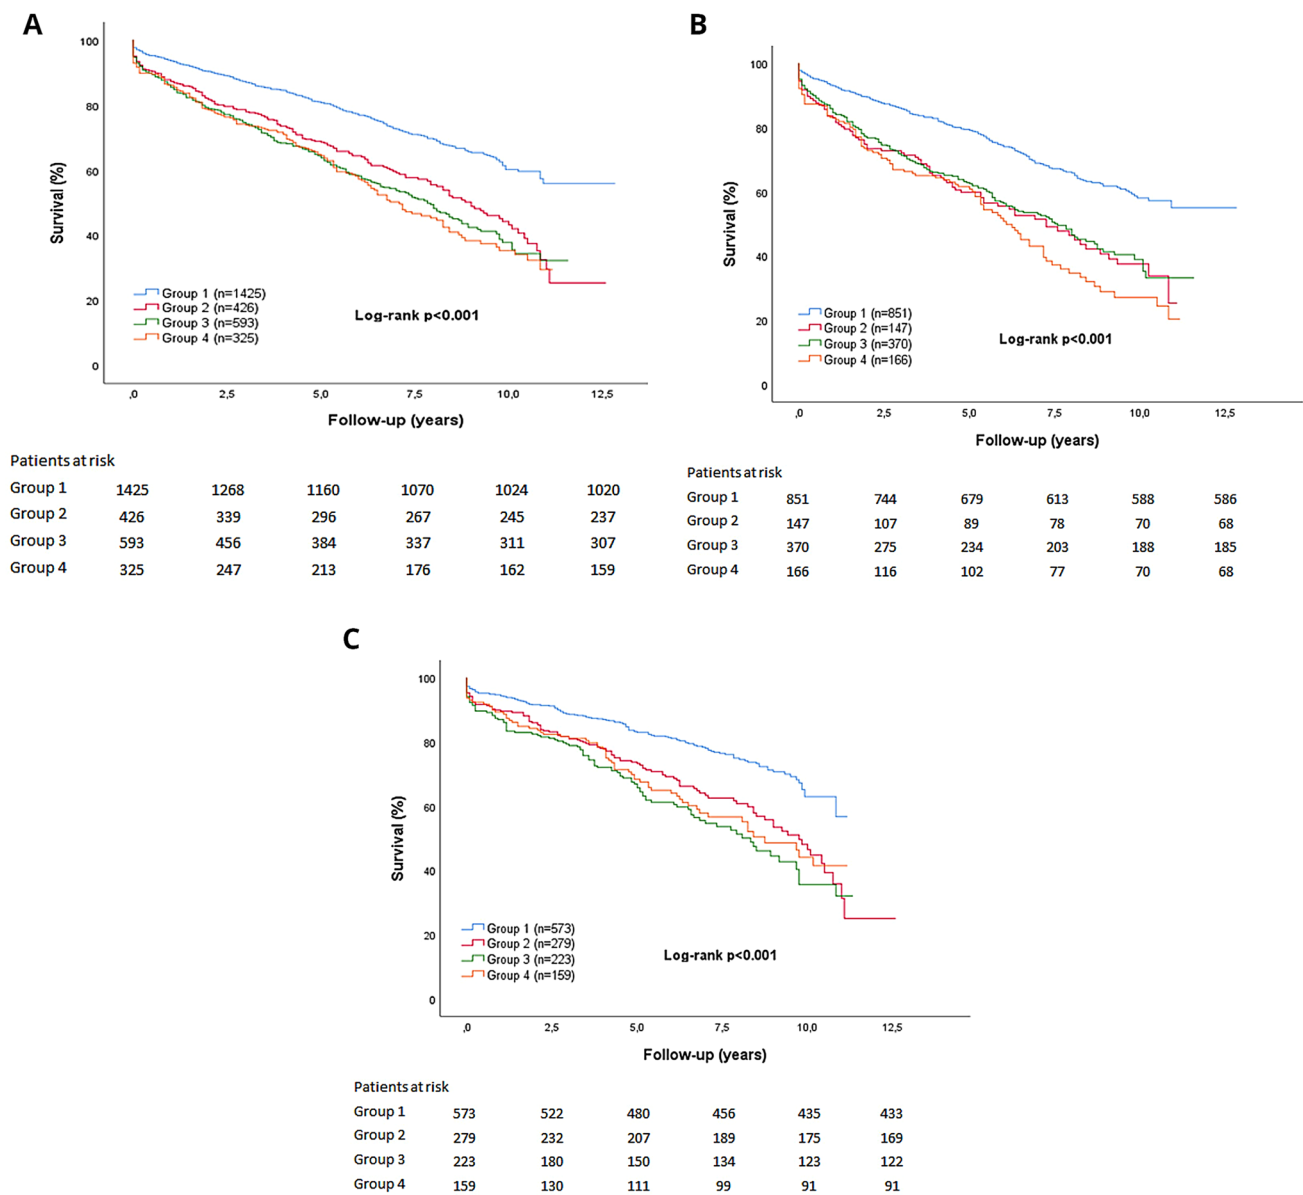 A
100
80
60
40
20
0
Survival (%)
Group 1 (n=1425)
Group 2 (n=426)
Group 3 (n=593)
Group 4 (n=325)
Log-rank p<0.001
,0 2,5 5,0 7,5 10,0 12,5
Follow-up (years)
Patients at risk
Group 1 1425 1268 1160 1070 1024 1020
Group 2 426 339 296 267 245 237
Group 3 593 456 384 337 311 307
Group 4 325 247 213 176 162 159
B
100
80
60
40
20
0
Survival (%)
Group 1 (n=851)
Group 2 (n=147)
Group 3 (n=370)
Group 4 (n=166)
Log-rank p<0.001
,0 2,5 5,0 7,5 10,0 12,5
Follow-up (years)
Patients at risk
Group 1 851 744 679 613 588 586
Group 2 147 107 89 78 70 68
Group 3 370 275 234 203 188 185
Group 4 166 116 102 77 70 68
C
100
80
60
40
20
0
Survival (%)
Group 1 (n=573)
Group 2 (n=279)
Group 3 (n=223)
Group 4 (n=159)
Log-rank p<0.001
,0 2,5 5,0 7,5 10,0 12,5
Follow-up (years)
Patients at risk
Group 1 573 522 480 456 435 433
Group 2 279 232 207 189 175 169
Group 3 223 180 150 134 123 122
Group 4 159 130 111 99 91 91